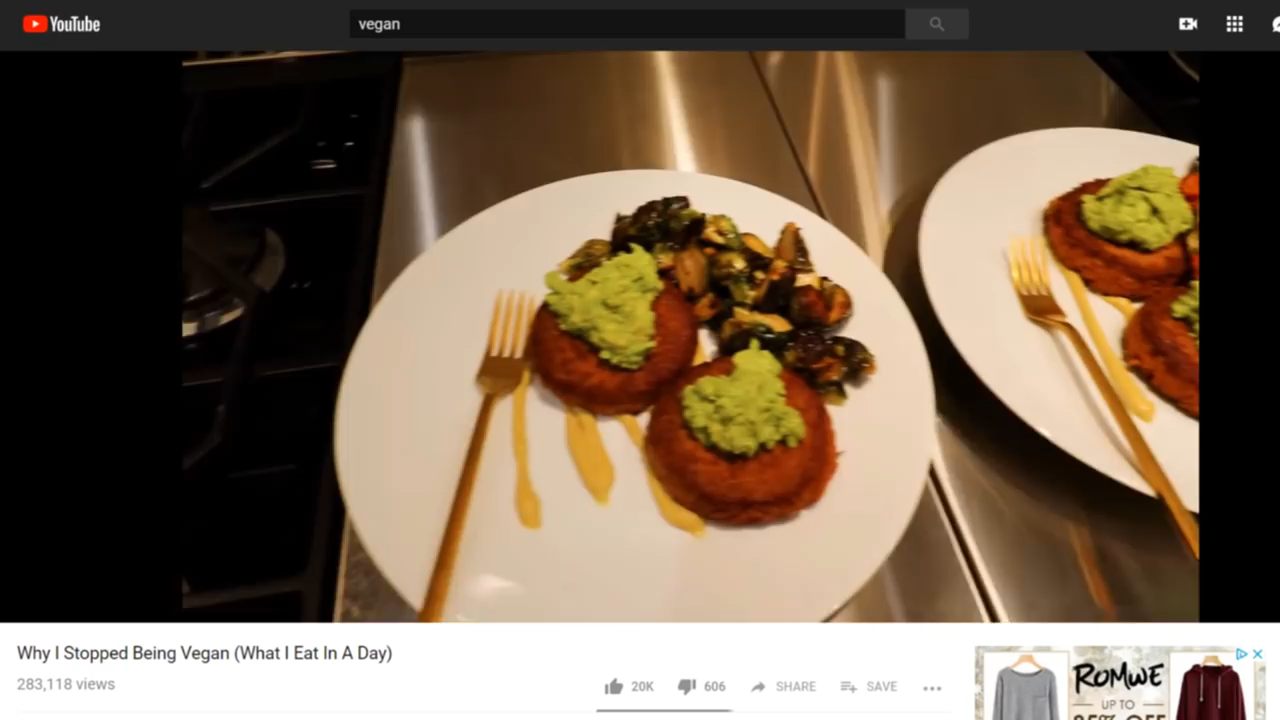 YouTube
vegan
Why I Stopped Being Vegan (What I Eat In A Day)
283,118 views
20K
606
SHARE
SAVE
ROMWE
UP TO